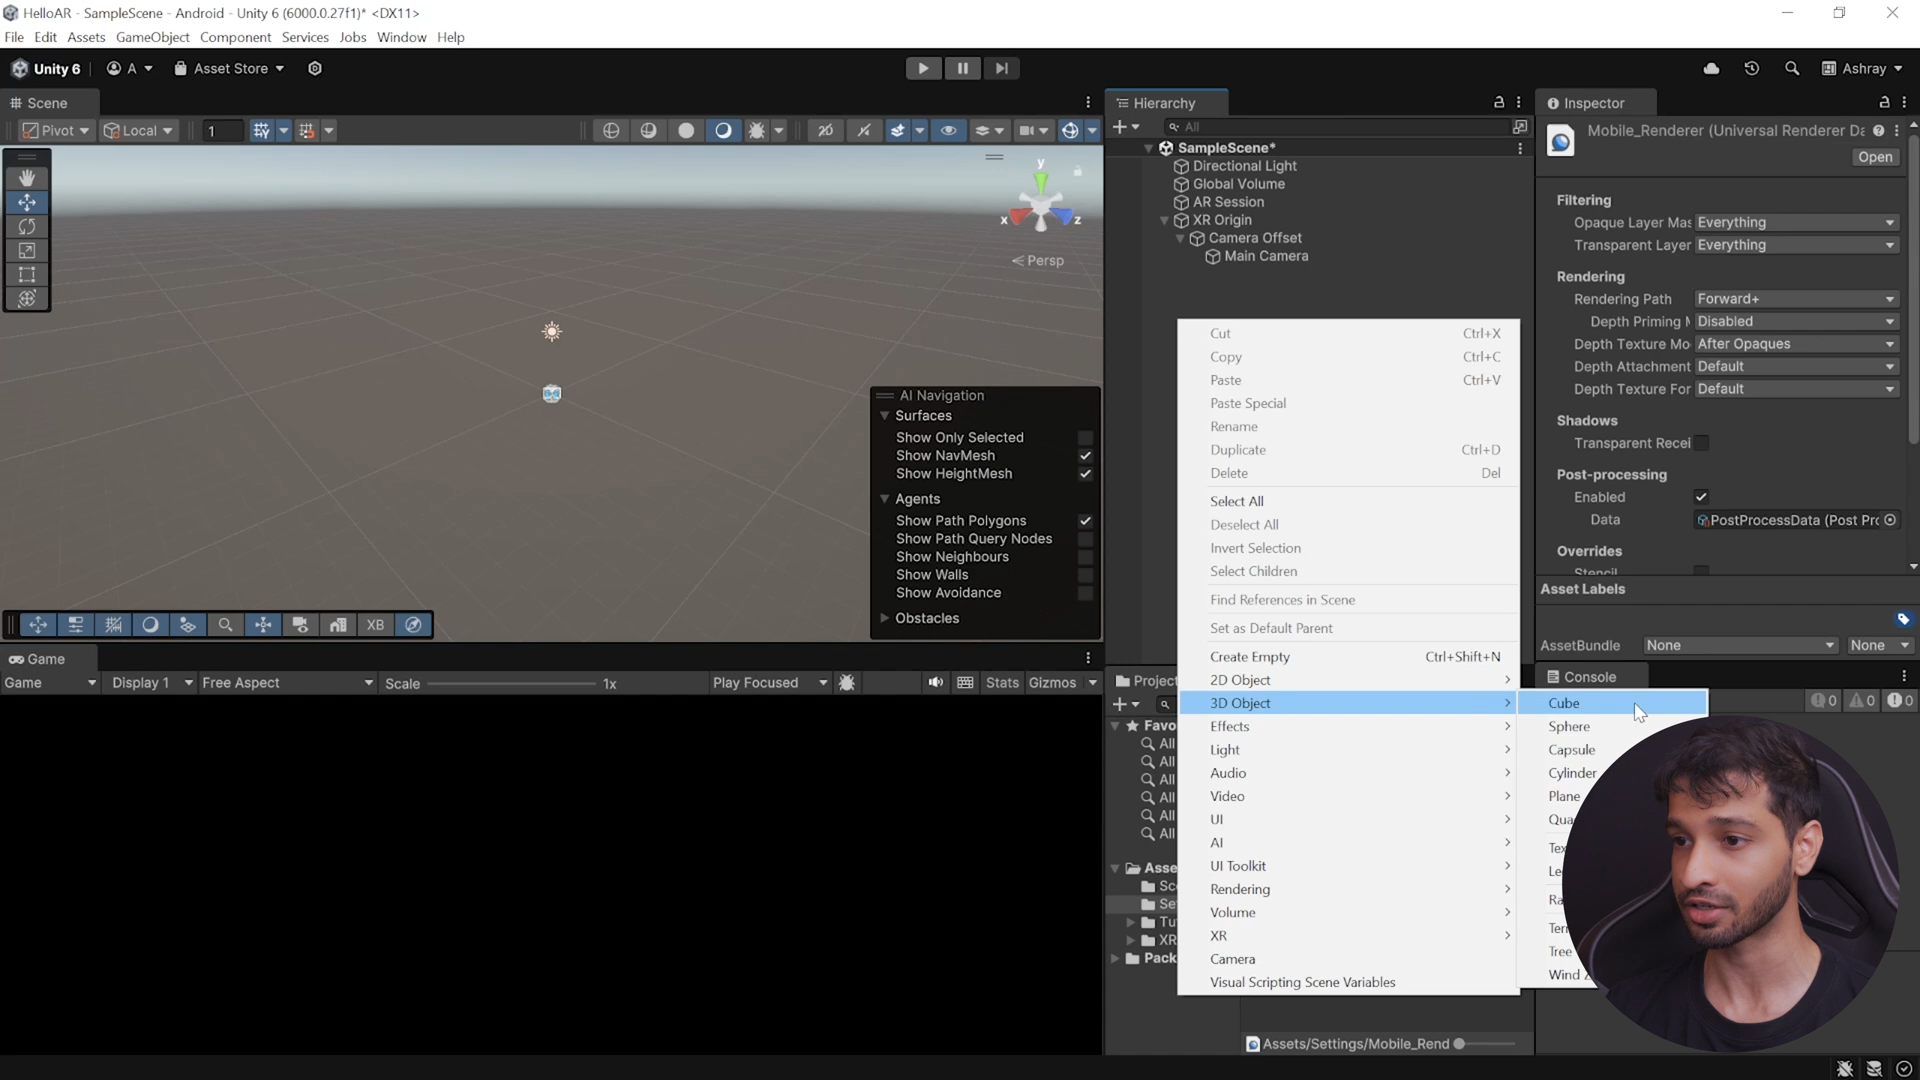 HelloAR - SampleScene - Android - Unity 6 (6000.0.27f1)* <DX11>
File Edit Assets GameObject Component Services Jobs Window Help
Unity 6 A Asset Store Ashray
Scene
Pivot Local 1
y
x z
Persp
AI Navigation
Surfaces
Show Only Selected
Show NavMesh
Show HeightMesh
Agents
Show Path Polygons
Show Path Query Nodes
Show Neighbours
Show Walls
Show Avoidance
Obstacles
XB
Game
Game Display 1 Free Aspect Scale 1x Play Focused Stats Gizmos
Hierarchy
All
SampleScene*
Directional Light
Global Volume
AR Session
XR Origin
Camera Offset
Main Camera
Cut Ctrl+X
Copy Ctrl+C
Paste Ctrl+V
Paste Special
Rename
Duplicate Ctrl+D
Delete Del
Select All
Deselect All
Invert Selection
Select Children
Find References in Scene
Set as Default Parent
Create Empty Ctrl+Shift+N
2D Object
3D Object
Effects
Light
Audio
Video
UI
AI
UI Toolkit
Rendering
Volume
XR
Camera
Visual Scripting Scene Variables
Cube
Sphere
Capsule
Cylinder
Plane
Qua
Tex
Le
Ra
Terr
Tree
Wind
Project
Favo
All
All
All
All
All
All
Asse
Sce
Se
Tu
XR
Pack
Assets/Settings/Mobile_Rend
Inspector
Mobile_Renderer (Universal Renderer Da
Open
Filtering
Opaque Layer Mas Everything
Transparent Layer Everything
Rendering
Rendering Path Forward+
Depth Priming M Disabled
Depth Texture Mo After Opaques
Depth Attachment Default
Depth Texture For Default
Shadows
Transparent Recei
Post-processing
Enabled
Data PostProcessData (Post Pro
Overrides
Stencil
Asset Labels
AssetBundle None None
Console
0 0 0